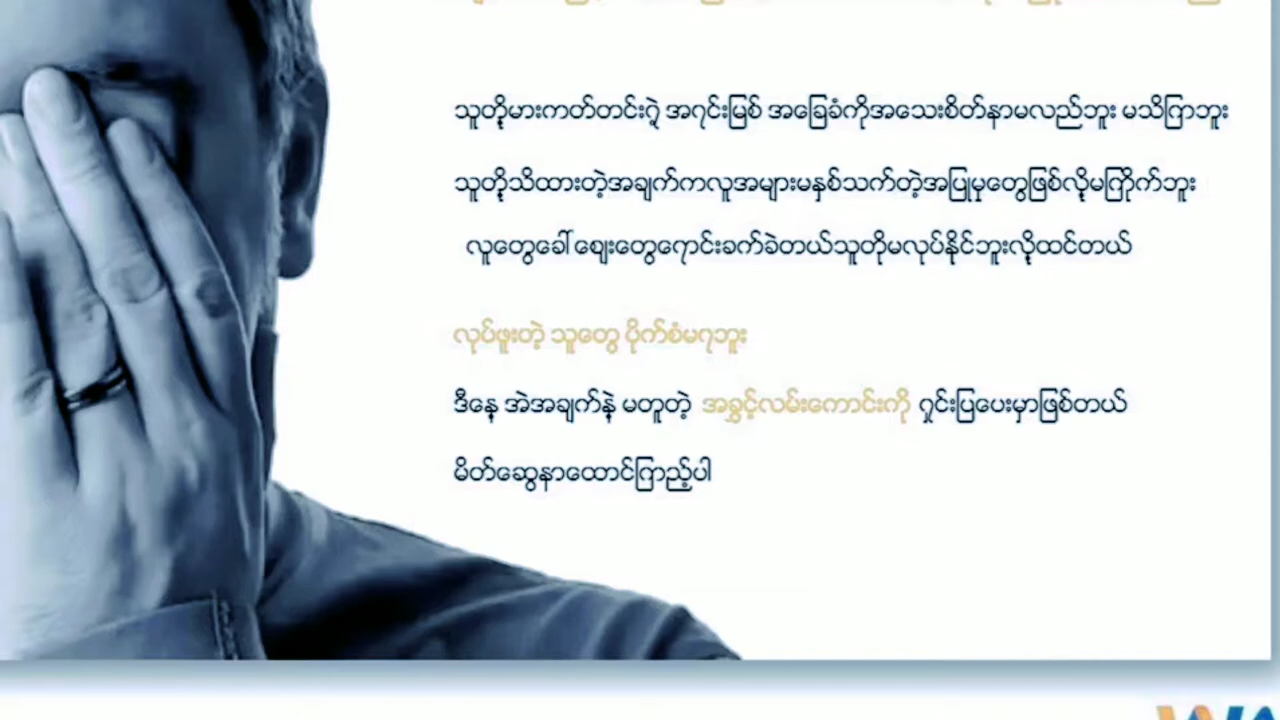 သူတို့မားကတ်တင်းရဲ့ အရင်းမြစ် အခြေခံကိုအသေးစိတ်နာမလည်ဘူး မသိကြဘူး
သူတို့သိထားတဲ့အချက်ကလူအများမနှစ်သက်တဲ့အပြုမှုတွေဖြစ်လို့မကြိုက်ဘူး
လူတွေခေါ် ဈေးတွေရောင်းခက်ခဲတယ်သူတို့မလုပ်နိုင်ဘူးလို့ထင်တယ်
လုပ်ဖူးတဲ့ သူတွေ ပိုက်စံမရဘူး
ဒီနေ့ အဲအချက်နဲ့ မတူတဲ့ အခွင့်လမ်းကောင်းကို ရှင်းပြပေးမှာဖြစ်တယ်
မိတ်ဆွေနာထောင်ကြာည့်ပါ